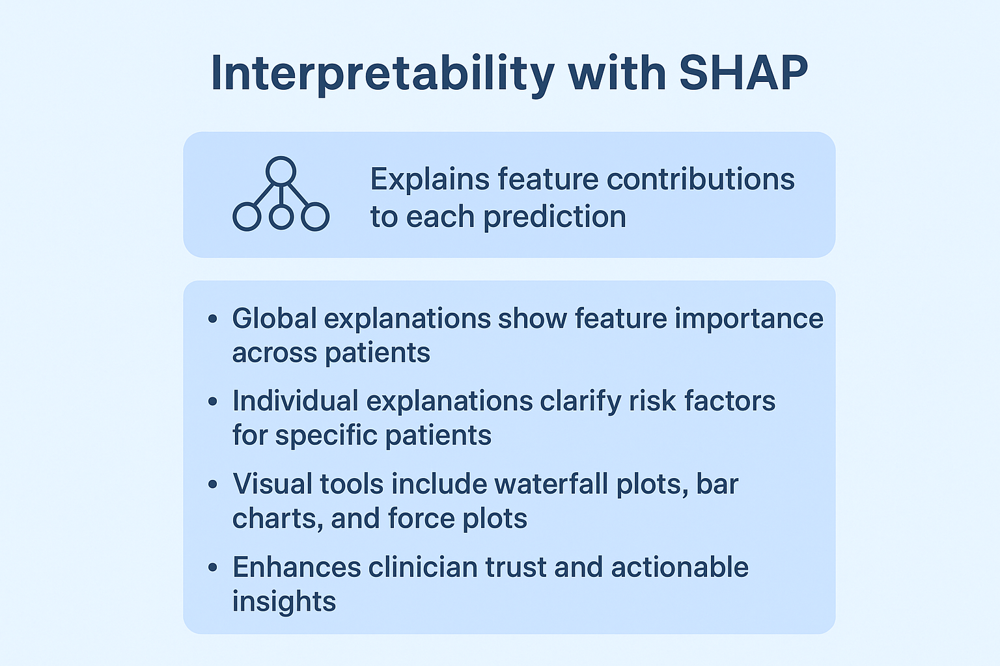 Interpretability with SHAP
Explains feature contributions
to each prediction
• Global explanations show feature importance
across patients
• Individual explanations clarify risk factors
for specific patients
• Visual tools include waterfall plots, bar
charts, and force plots
• Enhances clinician trust and actionable
insights